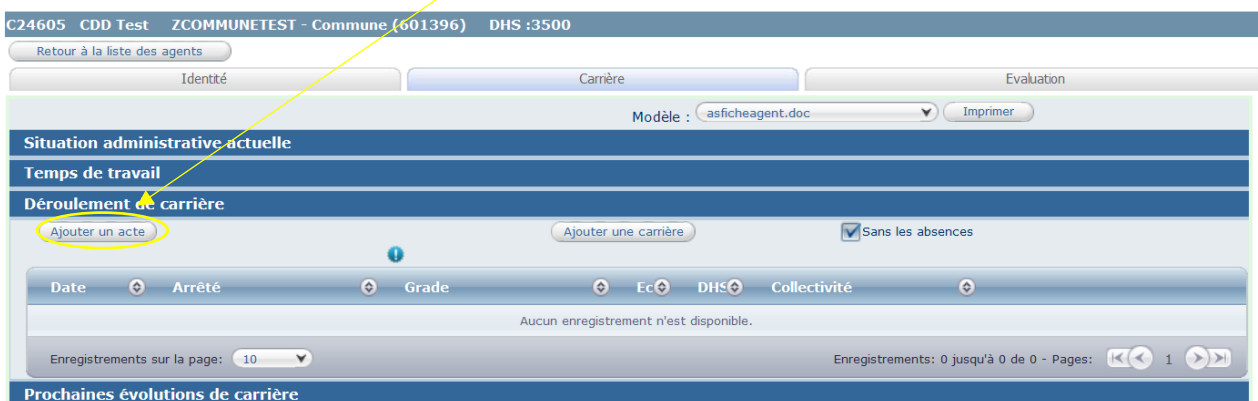 C24605 CDD Test ZCOMMUNETEST - Commune (601396) DHS :3500
Retour à la liste des agents
Identité Carrière Evaluation
Modèle : asficheagent.doc Imprimer
Situation administrative actuelle
Temps de travail
Déroulement de carrière
Ajouter un acte Ajouter une carrière Sans les absences
Date Arrêté Grade Ec DHS Collectivité
Aucun enregistrement n'est disponible.
Enregistrements sur la page: 10 Enregistrements: 0 jusqu'à 0 de 0 - Pages: 1
Prochaines évolutions de carrière